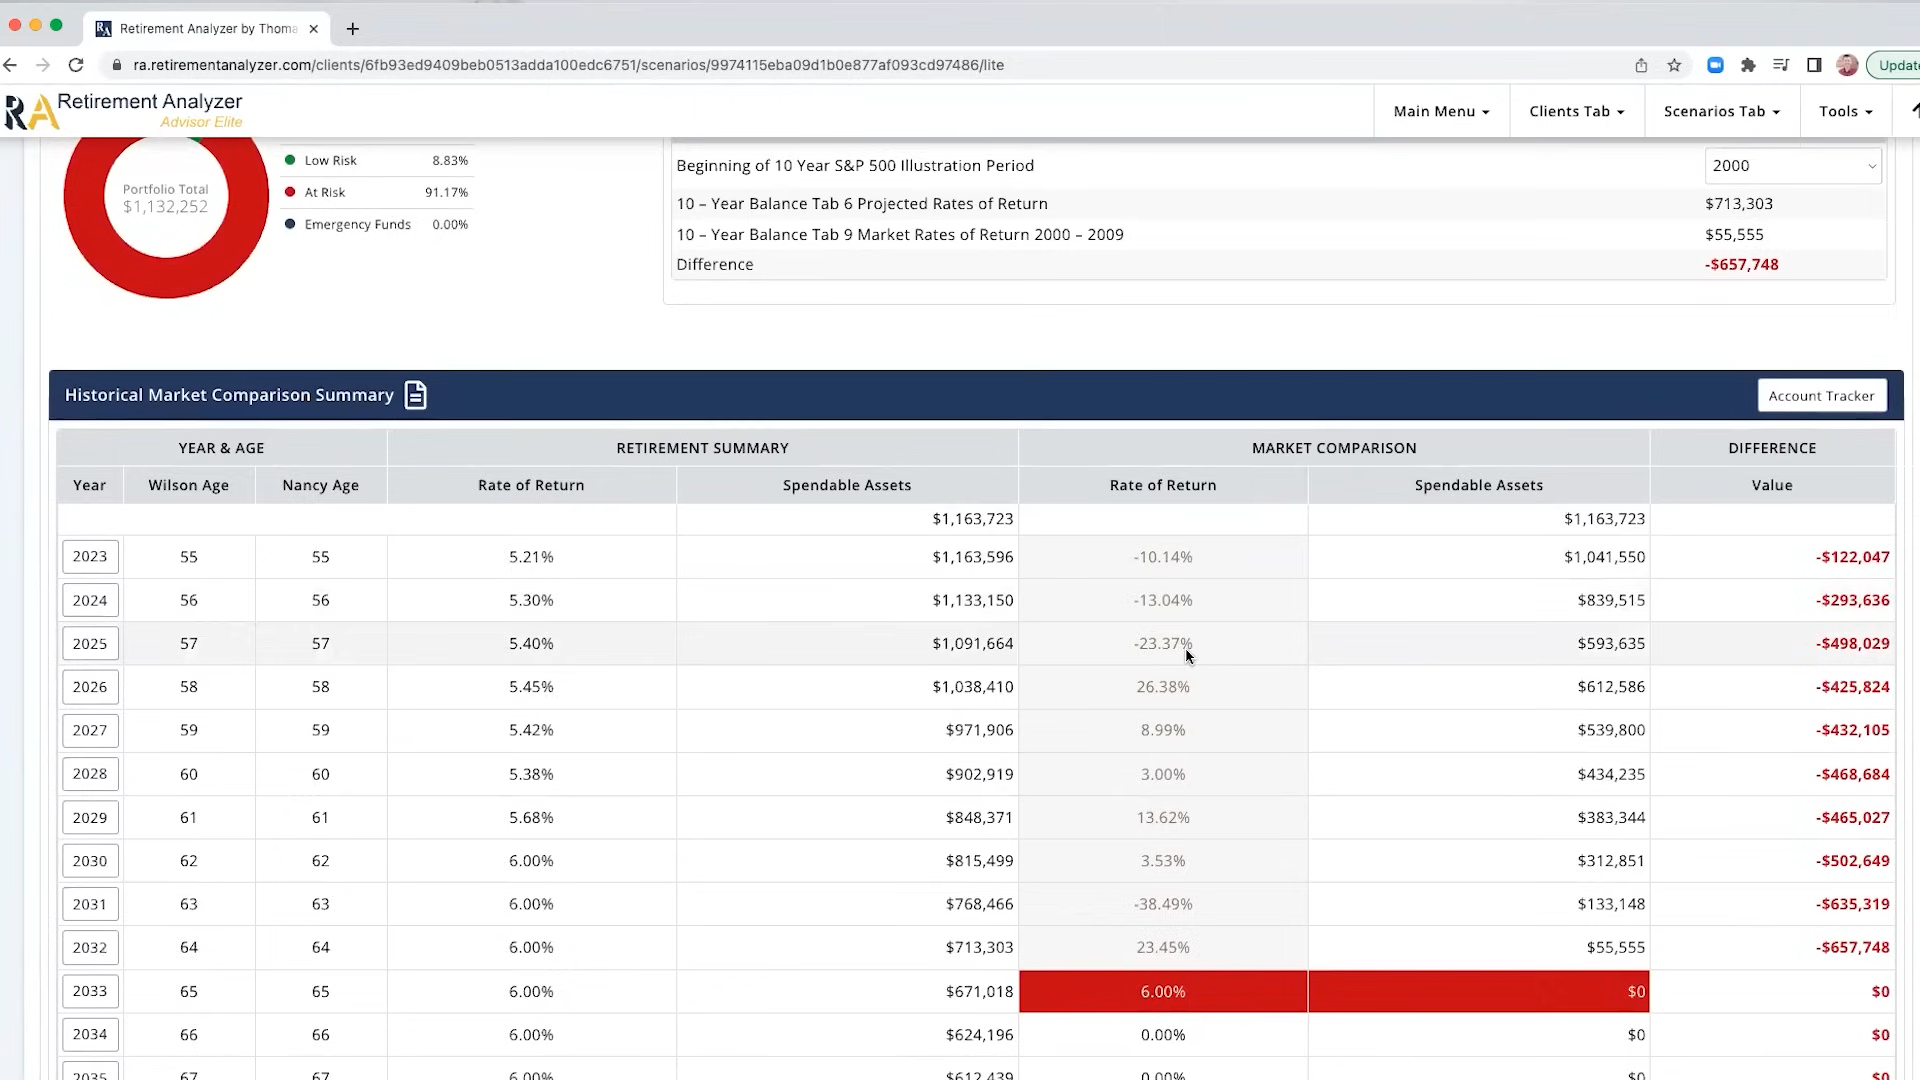 Retirement Analyzer by Thoma
ra.retirementanalyzer.com/clients/6fb93ed9409beb0513adda100edc6751/scenarios/9974115eba09d1b0e877af093cd97486/lite
Update
RA Retirement Analyzer
Advisor Elite
Main Menu Clients Tab Scenarios Tab Tools
Portfolio Total
$1,132,252
Low Risk 8.83%
At Risk 91.17%
Emergency Funds 0.00%
Beginning of 10 Year S&P 500 Illustration Period 2000
10 – Year Balance Tab 6 Projected Rates of Return $713,303
10 – Year Balance Tab 9 Market Rates of Return 2000 – 2009 $55,555
Difference -$657,748
Historical Market Comparison Summary Account Tracker
YEAR & AGE RETIREMENT SUMMARY MARKET COMPARISON DIFFERENCE
Year Wilson Age Nancy Age Rate of Return Spendable Assets Rate of Return Spendable Assets Value
$1,163,723 $1,163,723
2023 55 55 5.21% $1,163,596 -10.14% $1,041,550 -$122,047
2024 56 56 5.30% $1,133,150 -13.04% $839,515 -$293,636
2025 57 57 5.40% $1,091,664 -23.37% $593,635 -$498,029
2026 58 58 5.45% $1,038,410 26.38% $612,586 -$425,824
2027 59 59 5.42% $971,906 8.99% $539,800 -$432,105
2028 60 60 5.38% $902,919 3.00% $434,235 -$468,684
2029 61 61 5.68% $848,371 13.62% $383,344 -$465,027
2030 62 62 6.00% $815,499 3.53% $312,851 -$502,649
2031 63 63 6.00% $768,466 -38.49% $133,148 -$635,319
2032 64 64 6.00% $713,303 23.45% $55,555 -$657,748
2033 65 65 6.00% $671,018 6.00% $0 $0
2034 66 66 6.00% $624,196 0.00% $0 $0
2035 67 67 6.00% $612,439 0.00% $0 $0